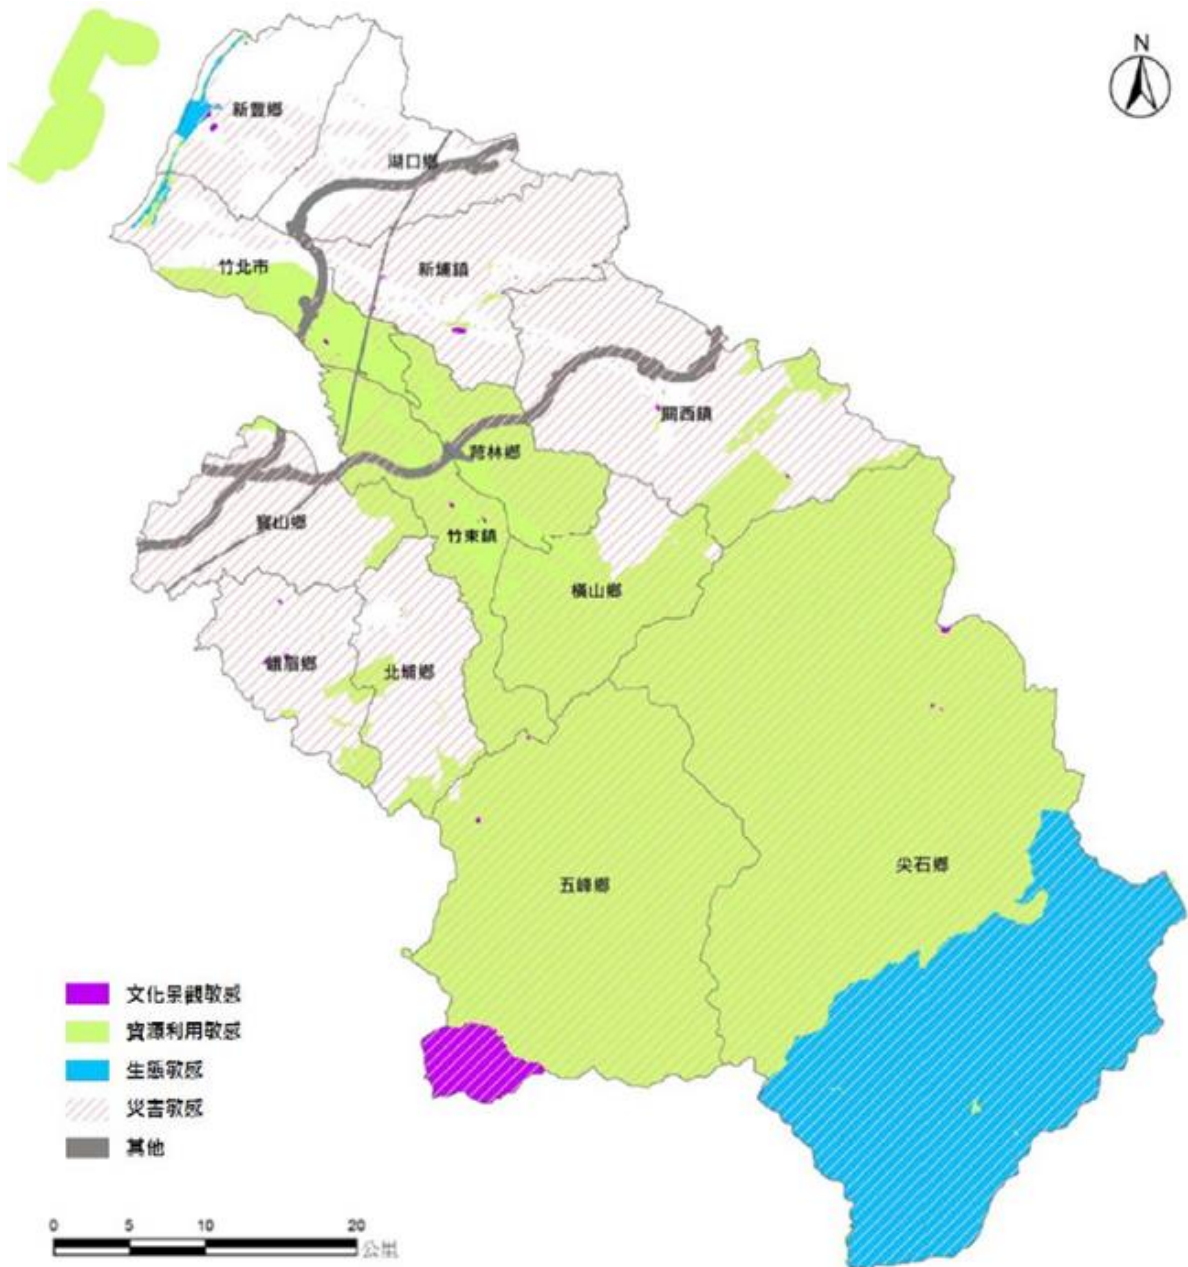 N
新豐鄉
湖口鄉
竹北市
新埔鎮
關西鎮
芎林鄉
寶山鄉
竹東鎮
橫山鄉
峨眉鄉
北埔鄉
五峰鄉
尖石鄉
文化景觀敏感
資源利用敏感
生態敏感
災害敏感
其他
0 5 10 20
公里